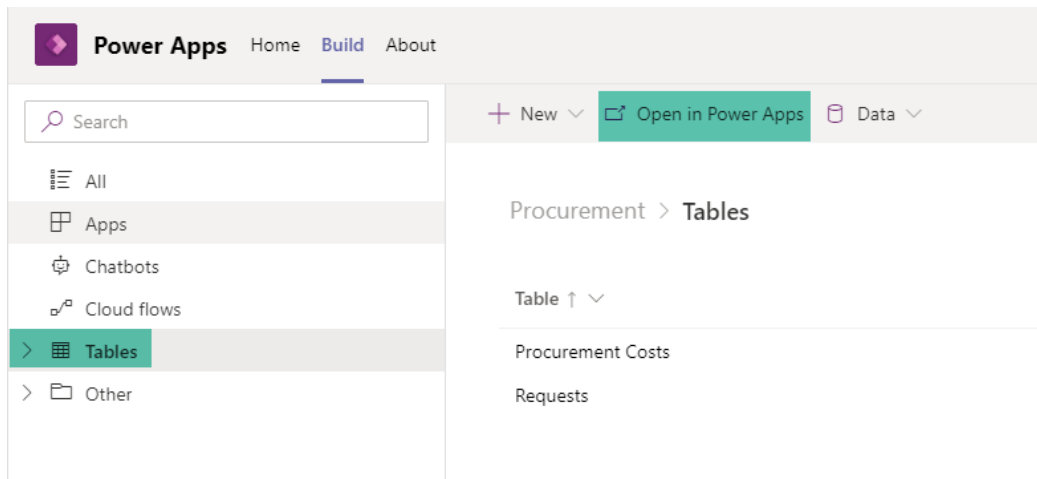 Power Apps Home Build About
Search
New Open in Power Apps Data
All
Apps
Chatbots
Cloud flows
Tables
Other
Procurement > Tables
Table ↑
Procurement Costs
Requests